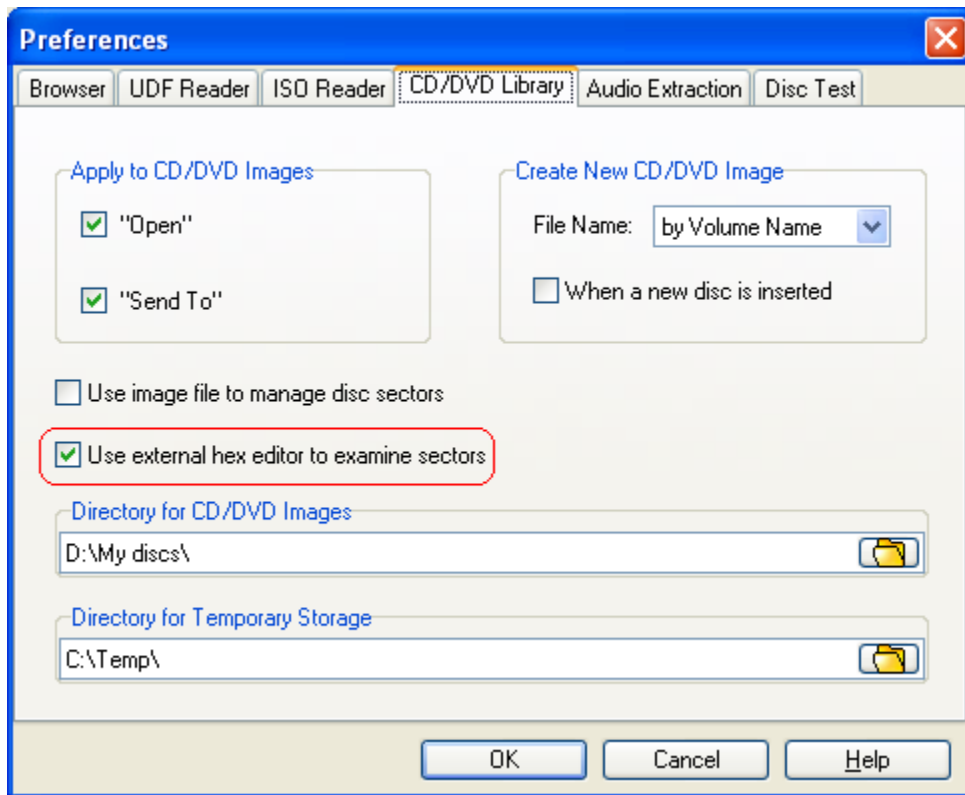 Preferences
Browser UDF Reader ISO Reader CD/DVD Library Audio Extraction Disc Test
Apply to CD/DVD Images
"Open"
"Send To"
Create New CD/DVD Image
File Name: by Volume Name
When a new disc is inserted
Use image file to manage disc sectors
Use external hex editor to examine sectors
Directory for CD/DVD Images
D:\My discs\
Directory for Temporary Storage
C:\Temp\
OK Cancel Help